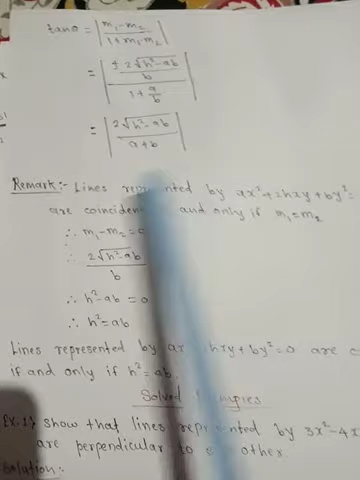 tanθ = | m₁-m₂ / 1+m₁.m₂ |
= | ± 2√h²-ab / b / 1+ a/b |
= | 2√h²-ab / a+b |
Remark:- Lines represented by ax²+2hxy+by²=
are and only if m₁=m₂
∴ m₁-m₂=0
∴ 2√h²-ab / b
∴ h²-ab =0
∴ h²=ab
Lines represented by hxy+by²=0 are
if and only if h²=ab.
Solved
Ex.1) show that lines represented by 3x²-4x
are perpendicular to other.
Solution: